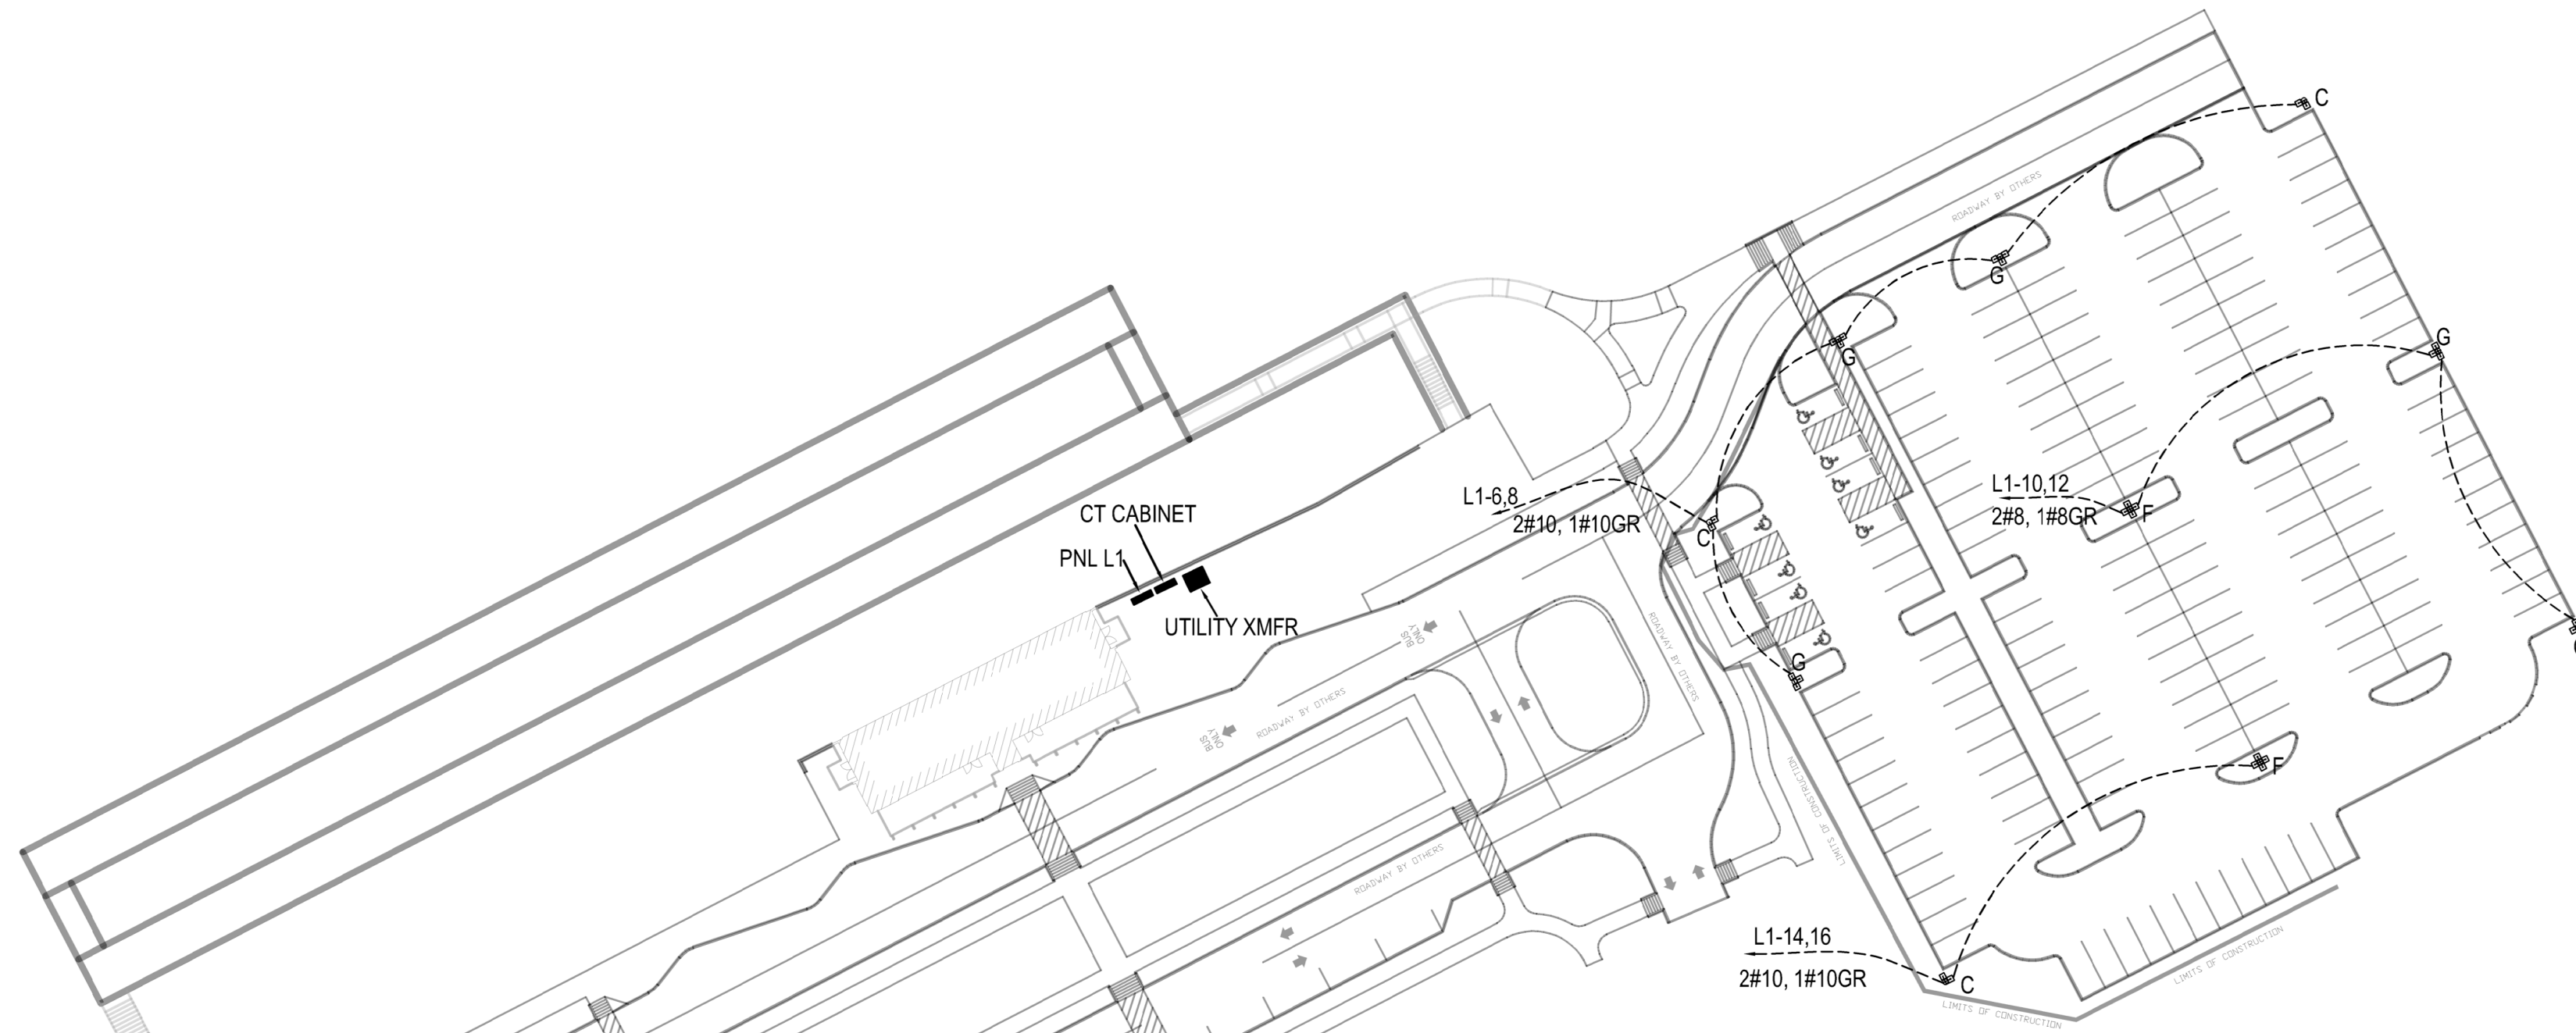 C
ROADWAY BY OTHERS
G
G
G
L1-6,8
2#10, 1#10GR
C
L1-10,12
2#8, 1#8GR
F
CT CABINET
PNL L1
UTILITY XMFR
G
BUS
ONLY
ROADWAY BY OTHERS
ROADWAY BY OTHERS
BUS
ONLY
LIMITS OF CONSTRUCTION
F
ROADWAY BY OTHERS
L1-14,16
2#10, 1#10GR
C
LIMITS OF CONSTRUCTION
LIMITS OF CONSTRUCTION